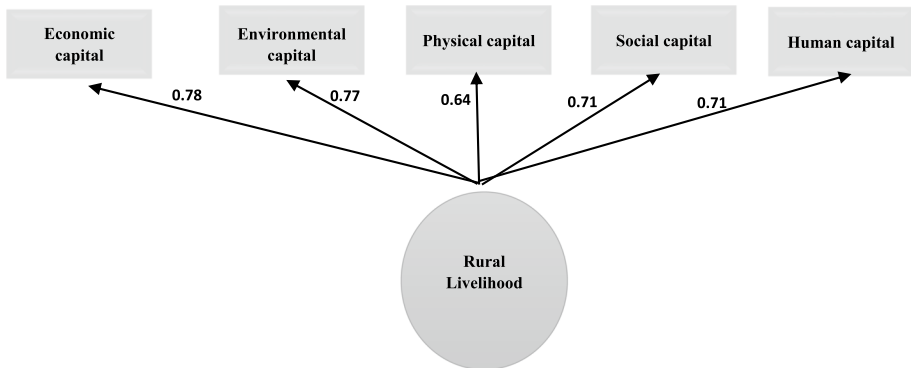 Economic
capital
Environmental
capital
Physical capital
Social capital
Human capital
0.78
0.77
0.64
0.71
0.71
Rural
Livelihood